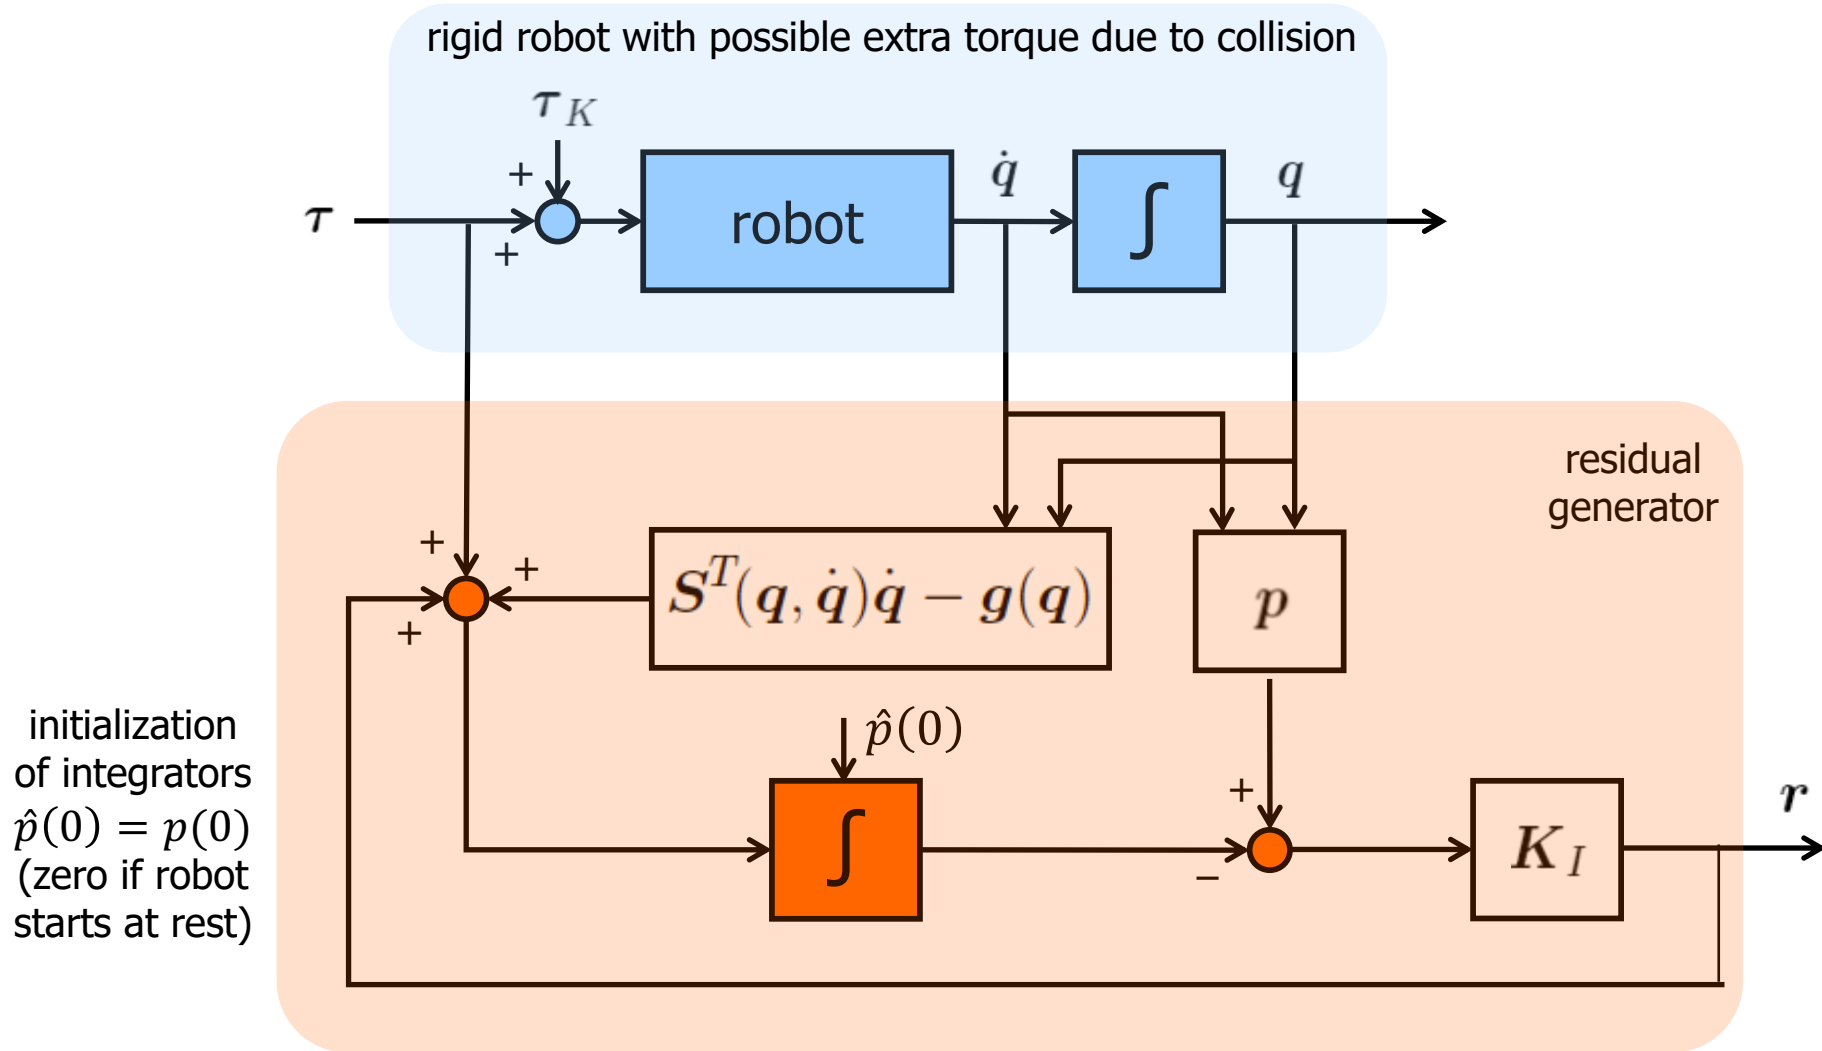 rigid robot with possible extra torque due to collision
τ_K
+
q̇
q
τ
robot
∫
+
residual
generator
+
+
S^T(q, q̇)q̇ − g(q)
p
+
initialization
of integrators
p̂(0) = p(0)
(zero if robot
starts at rest)
p̂(0)
+
∫
−
K_I
r